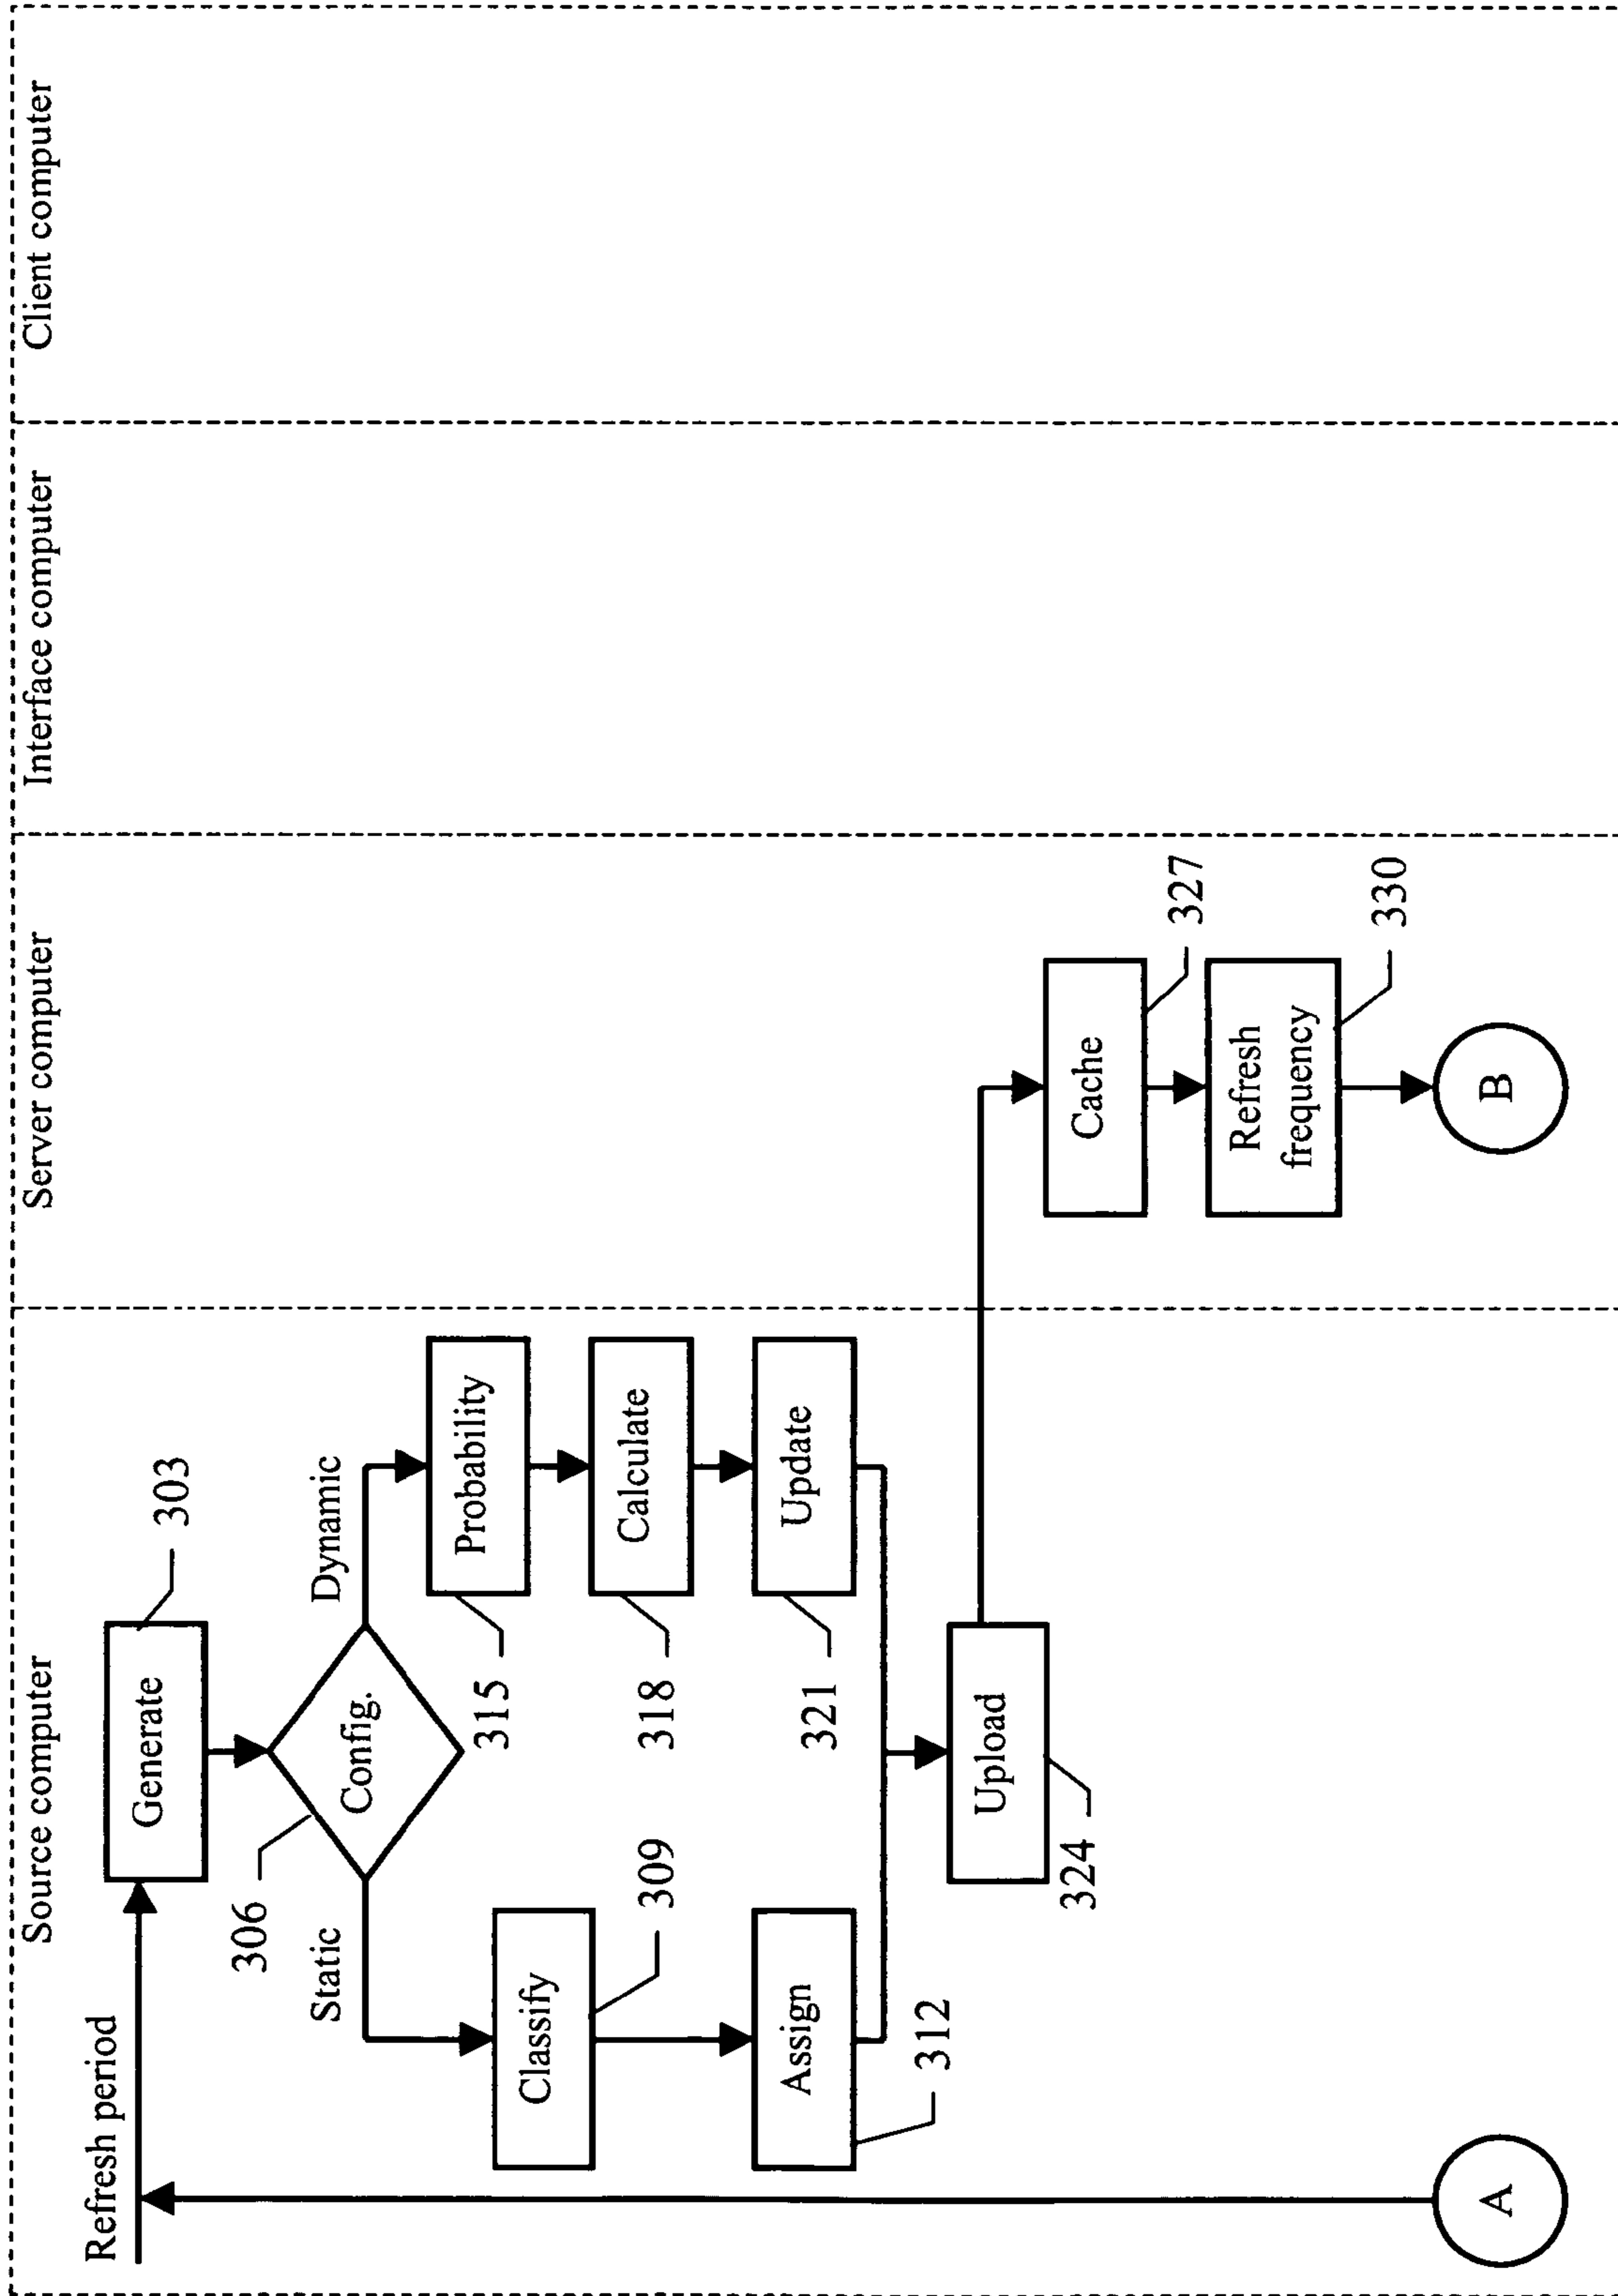 Source computer
Server computer
Interface computer
Client computer
Refresh period
Generate
303
306
Config.
Static
Dynamic
Classify
309
Probability
315
Calculate
318
Assign
312
Update
321
Upload
324
Cache
327
Refresh
frequency
330
A
B